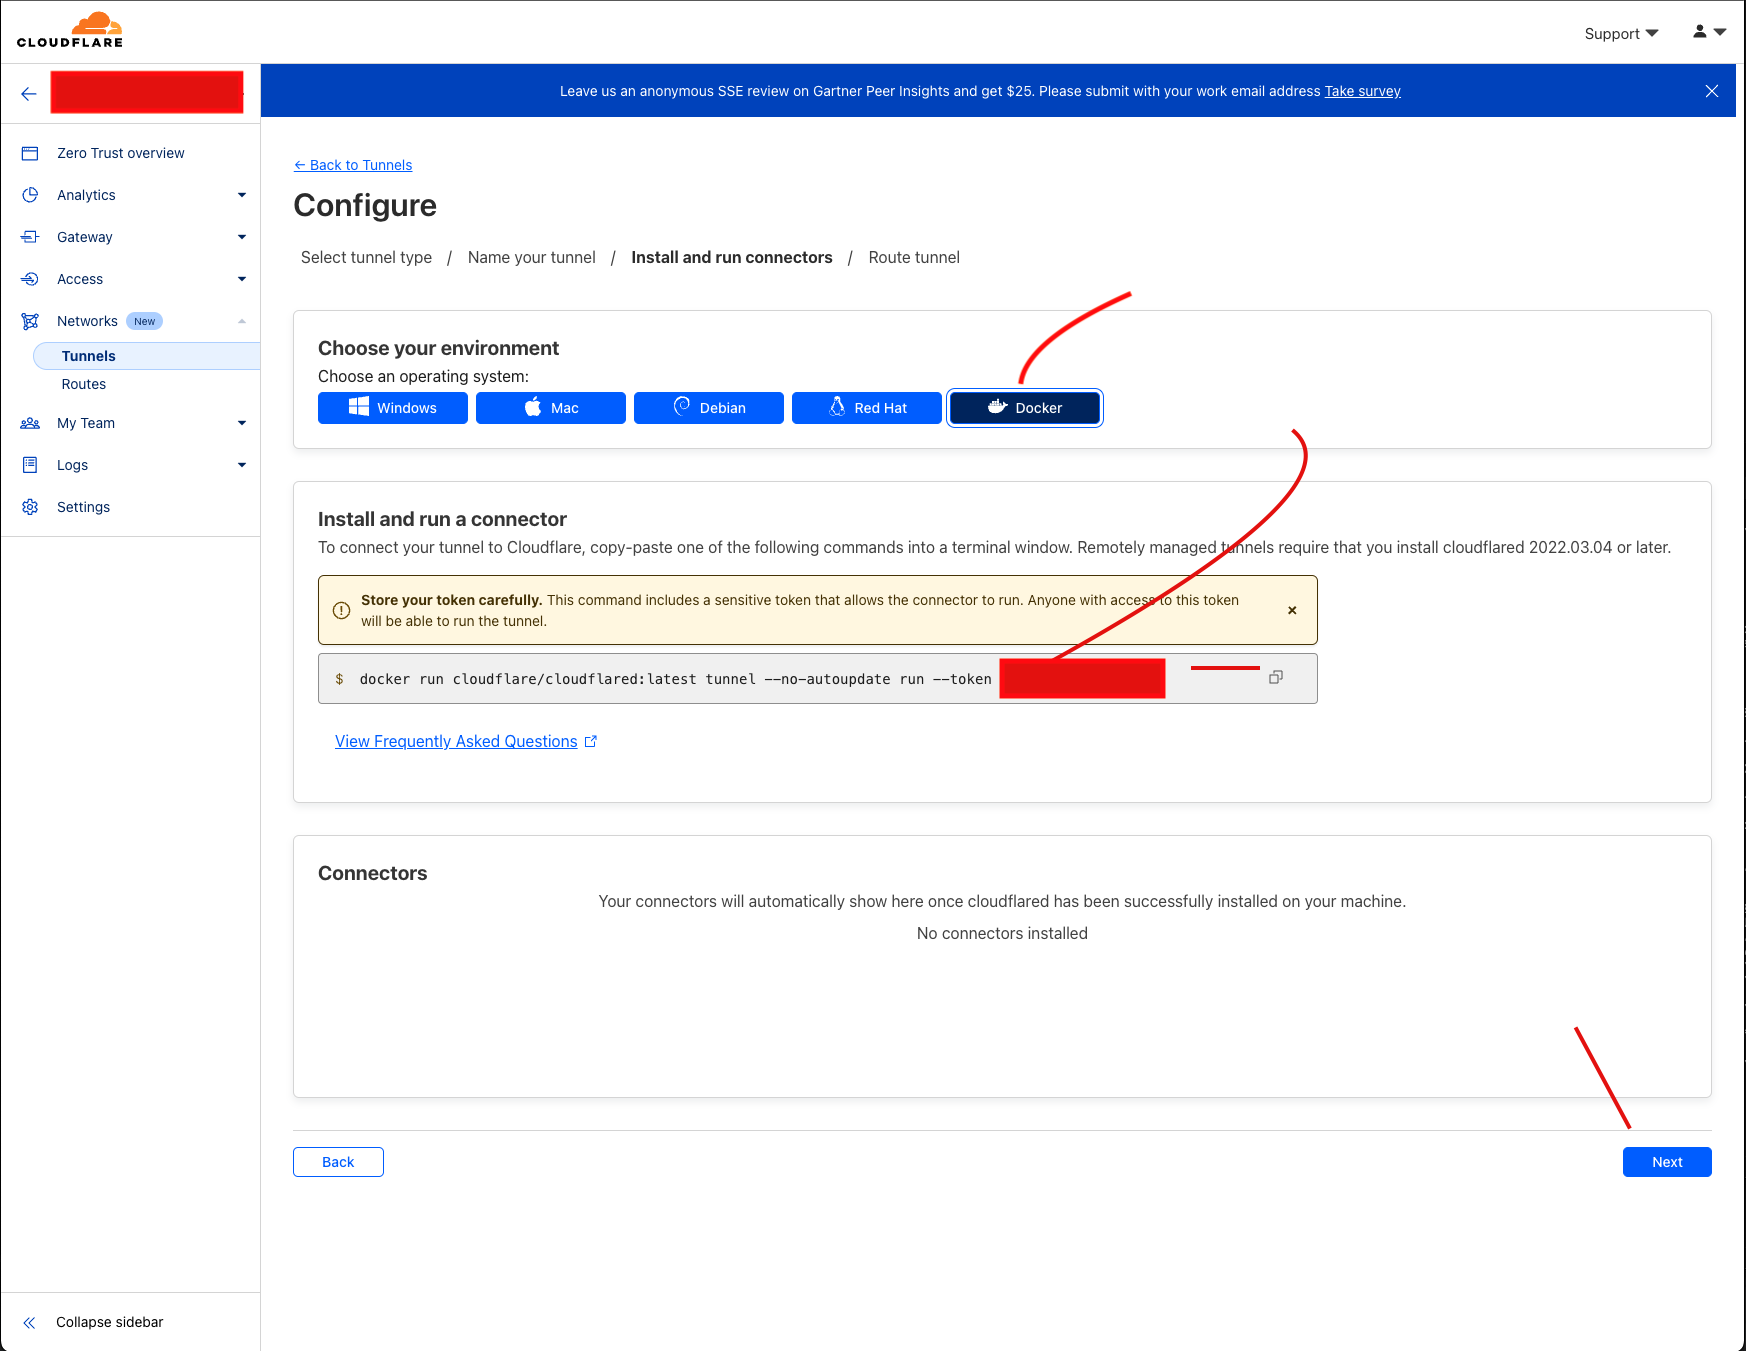 CLOUDFLARE
Support
Leave us an anonymous SSE review on Gartner Peer Insights and get $25. Please submit with your work email address Take survey
Zero Trust overview
Analytics
Gateway
Access
Networks New
Tunnels
Routes
My Team
Logs
Settings
Collapse sidebar
← Back to Tunnels
Configure
Select tunnel type / Name your tunnel / Install and run connectors / Route tunnel
Choose your environment
Choose an operating system:
Windows Mac Debian Red Hat Docker
Install and run a connector
To connect your tunnel to Cloudflare, copy-paste one of the following commands into a terminal window. Remotely managed tunnels require that you install cloudflared 2022.03.04 or later.
Store your token carefully. This command includes a sensitive token that allows the connector to run. Anyone with access to this token
will be able to run the tunnel.
$ docker run cloudflare/cloudflared:latest tunnel --no-autoupdate run --token
View Frequently Asked Questions
Connectors
Your connectors will automatically show here once cloudflared has been successfully installed on your machine.
No connectors installed
Back Next